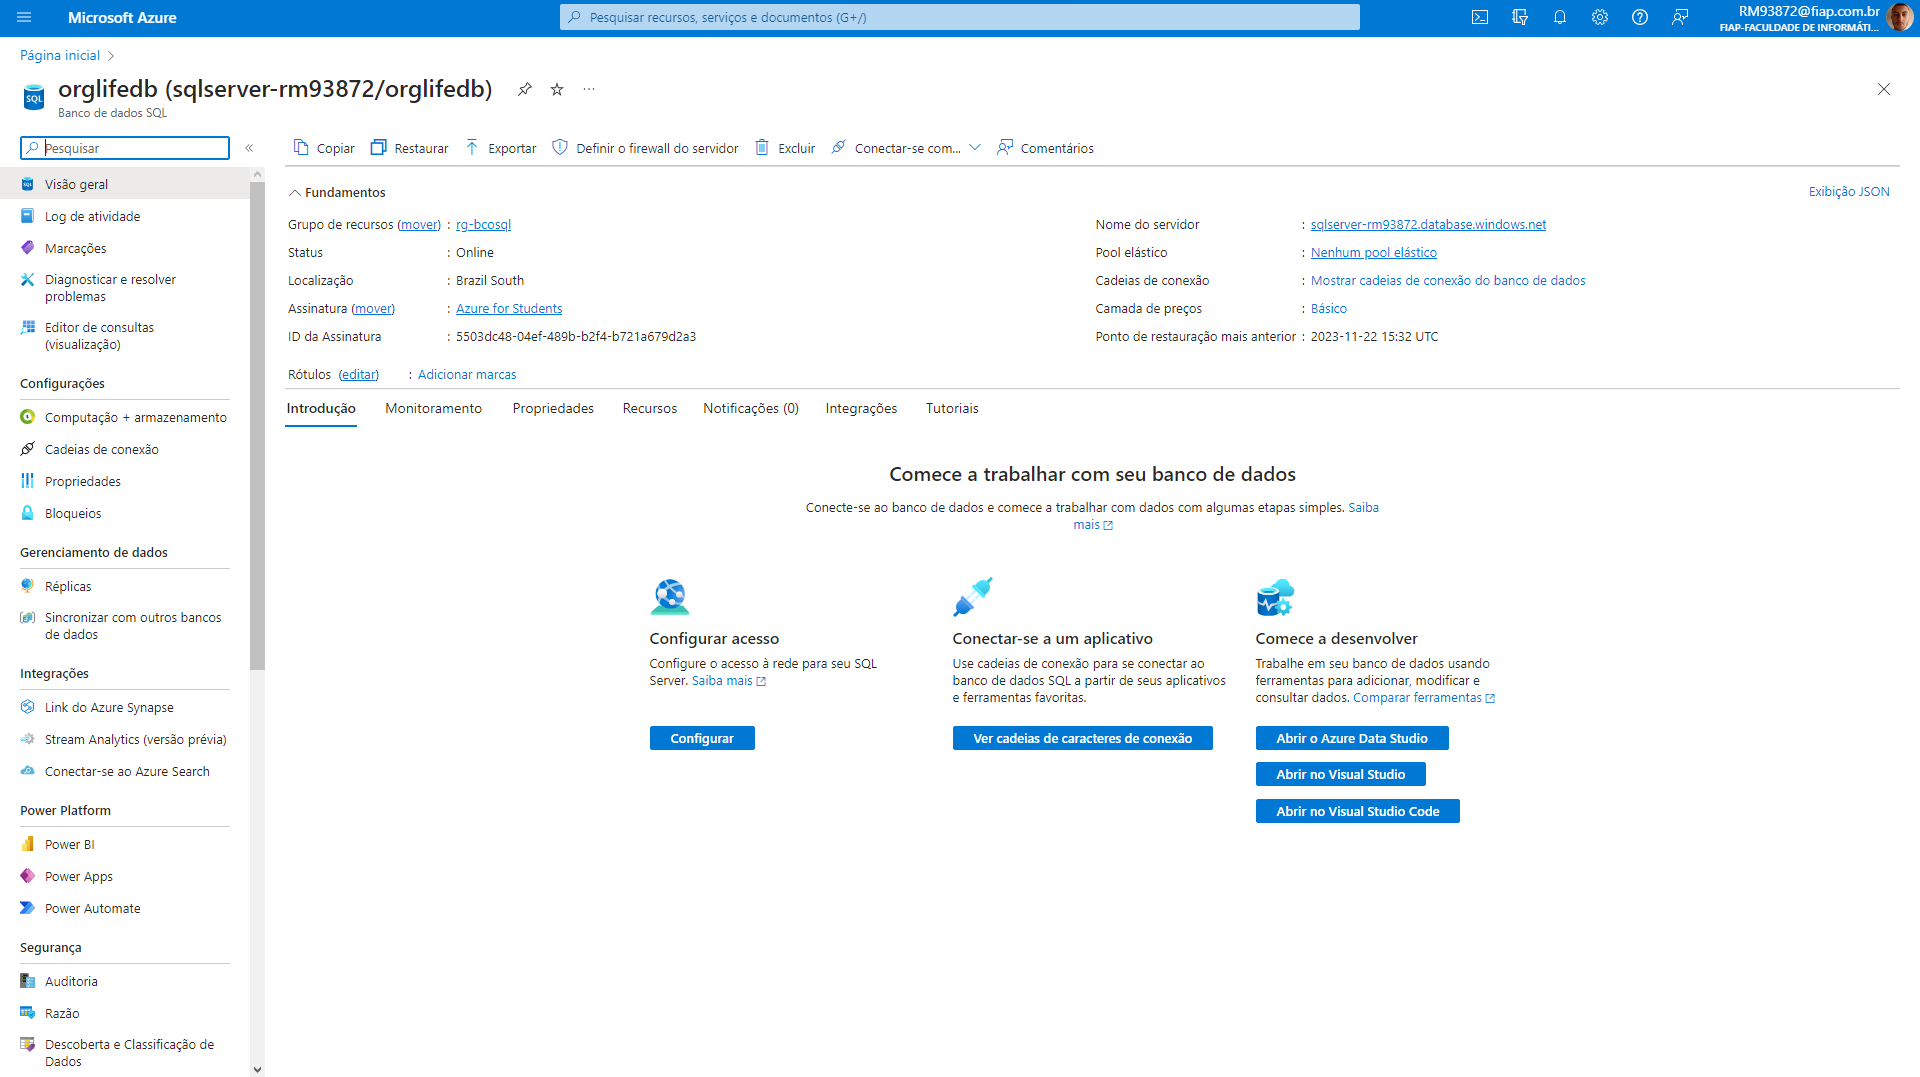 Microsoft Azure
Pesquisar recursos, serviços e documentos (G+/)
RM93872@fiap.com.br
FIAP-FACULDADE DE INFORMÁTI...
Página inicial
SQL
orglifedb (sqlserver-rm93872/orglifedb)
...
Banco de dados SQL
Pesquisar
Copiar
Restaurar
Exportar
Definir o firewall do servidor
Excluir
Conectar-se com...
Comentários
Visão geral
Log de atividade
Marcações
Diagnosticar e resolver
problemas
Editor de consultas
(visualização)
Configurações
Computação + armazenamento
Cadeias de conexão
Propriedades
Bloqueios
Gerenciamento de dados
Réplicas
Sincronizar com outros bancos
de dados
Integrações
Link do Azure Synapse
Stream Analytics (versão prévia)
Conectar-se ao Azure Search
Power Platform
Power BI
Power Apps
Power Automate
Segurança
Auditoria
Razão
Descoberta e Classificação de
Dados
Fundamentos
Exibição JSON
Grupo de recursos (mover) : rg-bcosql
Status : Online
Localização : Brazil South
Assinatura (mover) : Azure for Students
ID da Assinatura : 5503dc48-04ef-489b-b2f4-b721a679d2a3
Nome do servidor : sqlserver-rm93872.database.windows.net
Pool elástico : Nenhum pool elástico
Cadeias de conexão : Mostrar cadeias de conexão do banco de dados
Camada de preços : Básico
Ponto de restauração mais anterior : 2023-11-22 15:32 UTC
Rótulos (editar) : Adicionar marcas
Introdução
Monitoramento
Propriedades
Recursos
Notificações (0)
Integrações
Tutoriais
Comece a trabalhar com seu banco de dados
Conecte-se ao banco de dados e comece a trabalhar com dados com algumas etapas simples. Saiba
mais
Configurar acesso
Configure o acesso à rede para seu SQL
Server. Saiba mais
Configurar
Conectar-se a um aplicativo
Use cadeias de conexão para se conectar ao
banco de dados SQL a partir de seus aplicativos
e ferramentas favoritas.
Ver cadeias de caracteres de conexão
Comece a desenvolver
Trabalhe em seu banco de dados usando
ferramentas para adicionar, modificar e
consultar dados. Comparar ferramentas
Abrir o Azure Data Studio
Abrir no Visual Studio
Abrir no Visual Studio Code